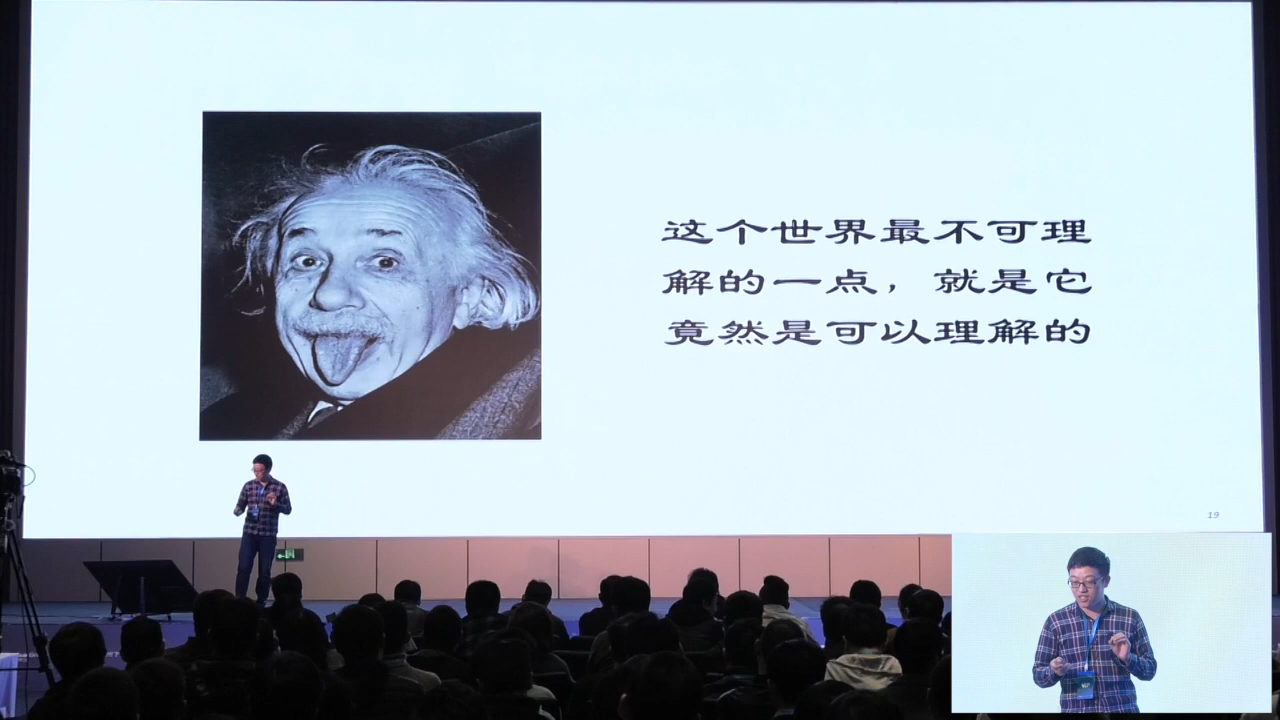 这个世界最不可理
解的一点，就是它
竟然是可以理解的
19